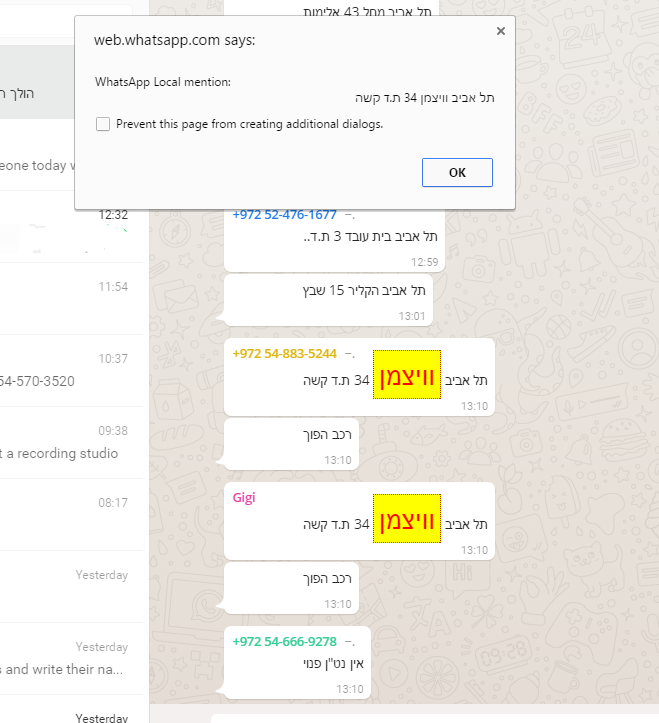 תל אביב מחל 43 אלימות
web.whatsapp.com says:
WhatsApp Local mention:
תל אביב וויצמן 34 ת.ד קשה
Prevent this page from creating additional dialogs.
OK
הולך ה
eone today w
12:32
11:54
10:37
54-570-3520
09:38
t a recording studio
08:17
Yesterday
Yesterday
s and write their na...
Yesterday
+972 52-476-1677 ~.
תל אביב בית עובד 3 ת.ד..
12:59
תל אביב הקליר 15 שבץ
13:01
+972 54-883-5244 ~.
תל אביב וויצמן 34 ת.ד קשה
13:10
רכב הפוך
13:10
Gigi
תל אביב וויצמן 34 ת.ד קשה
13:10
רכב הפוך
13:10
+972 54-666-9278 ~.
אין נט"ן פנוי
13:10